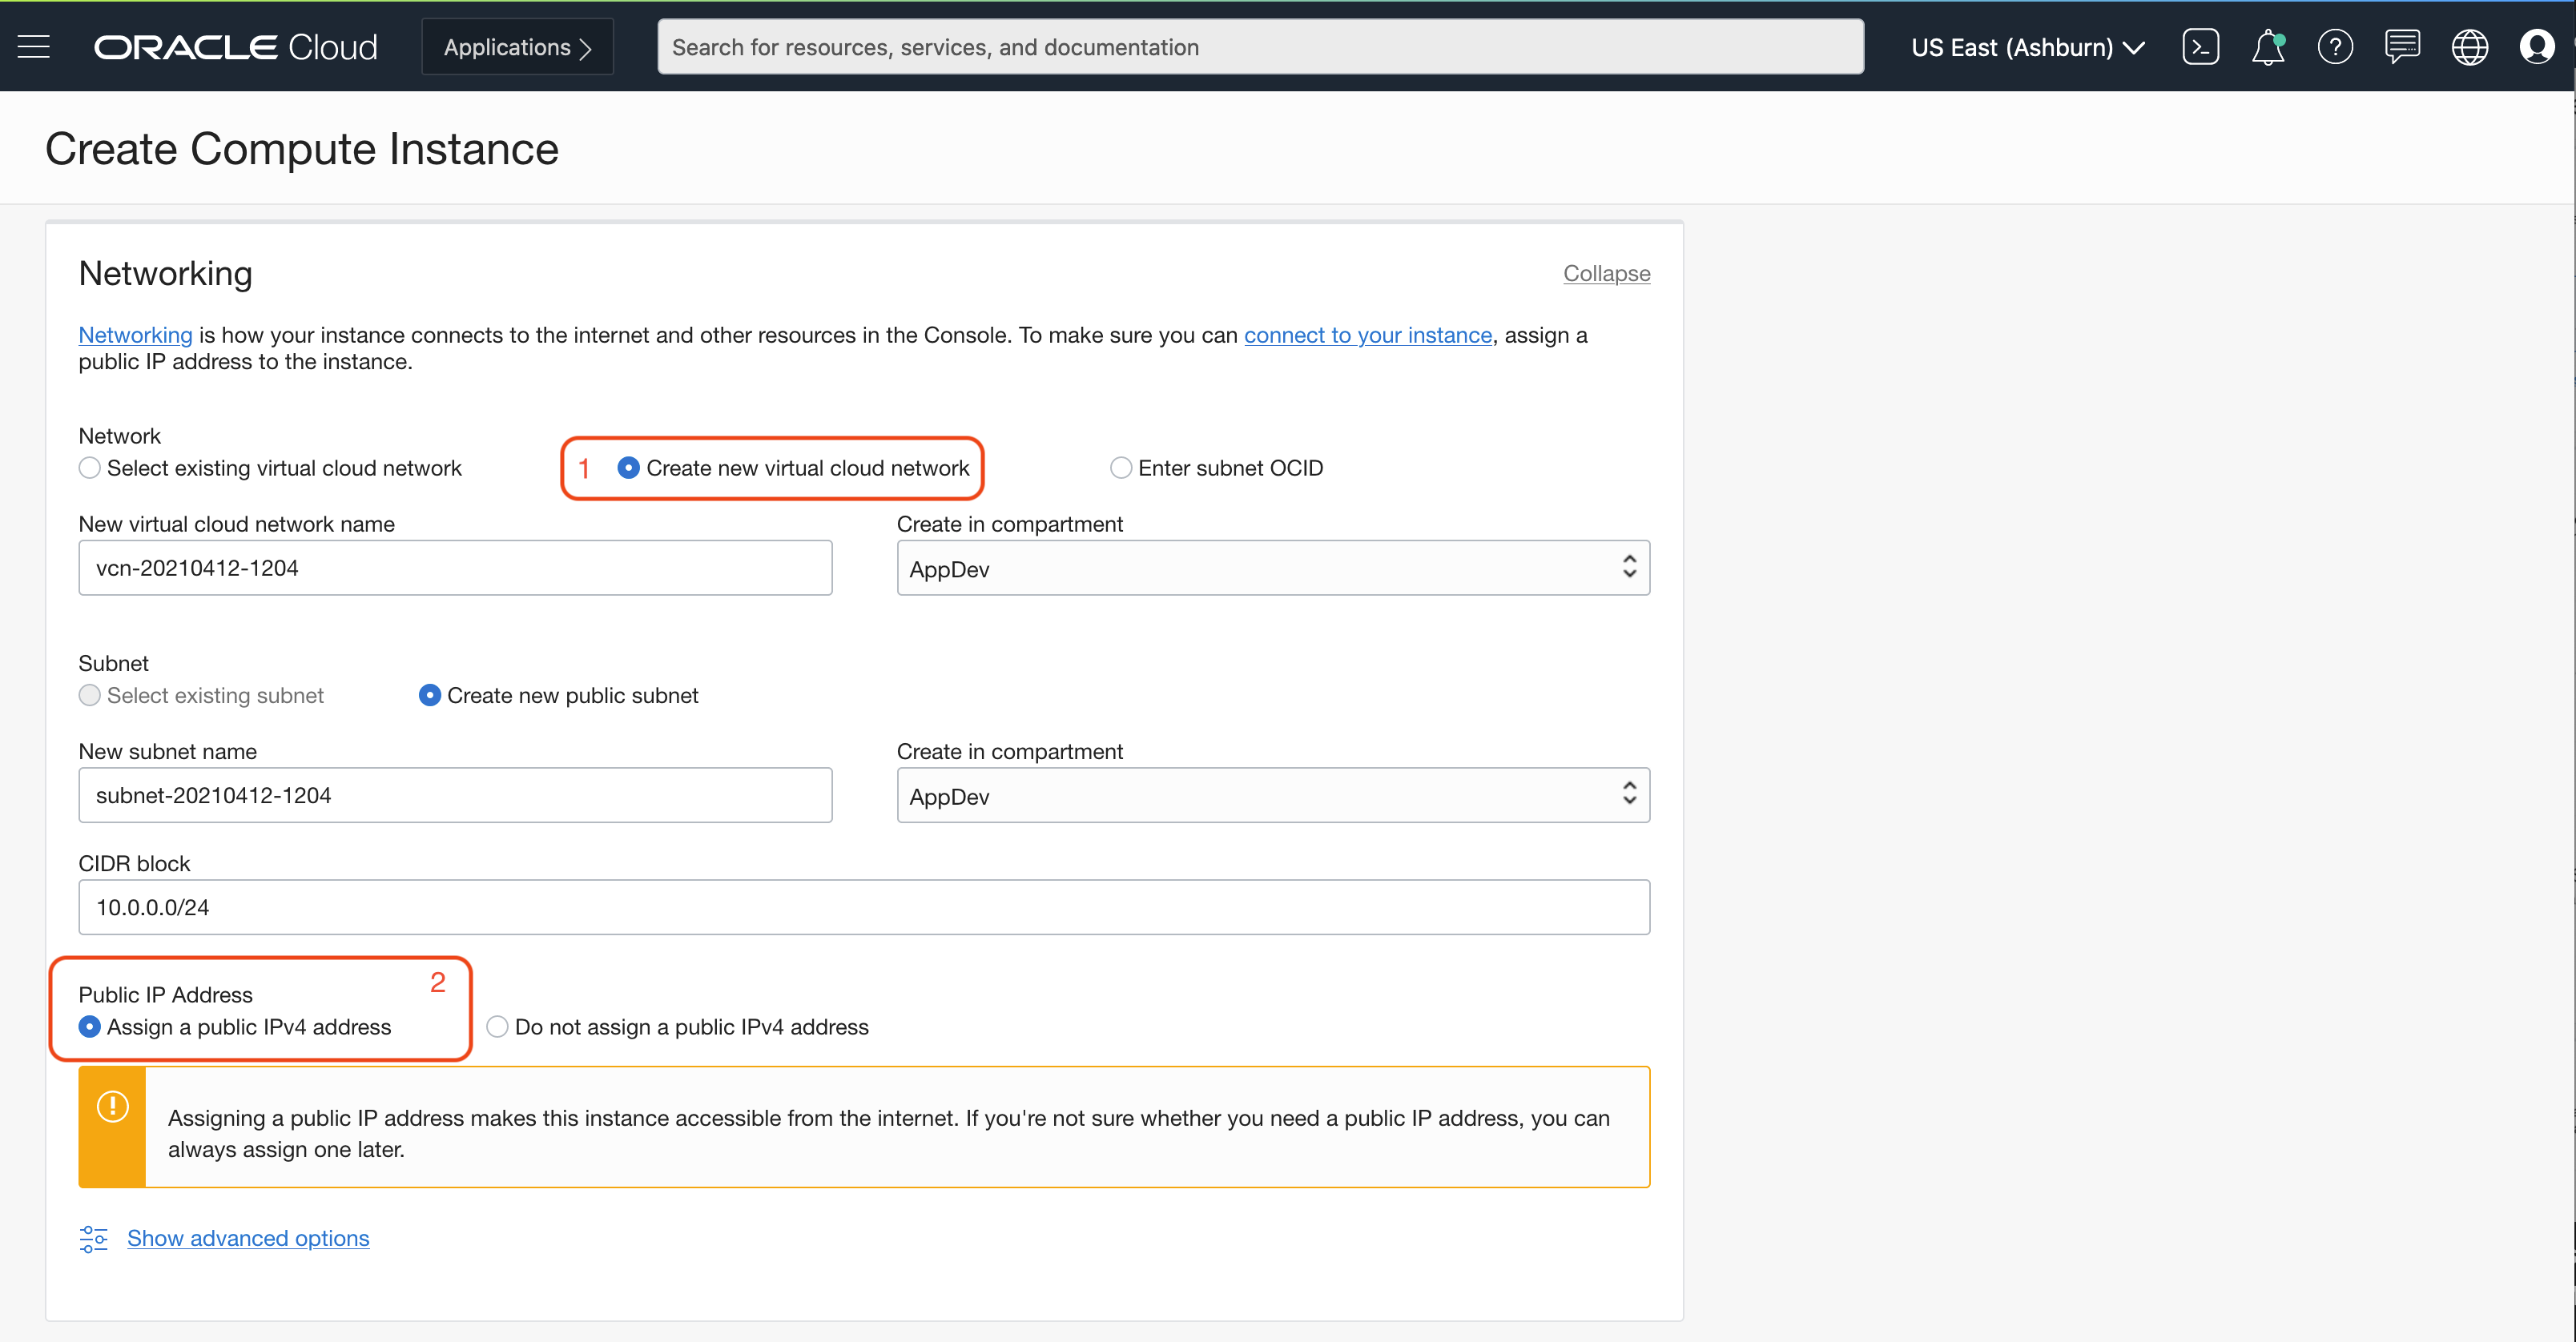 ORACLE Cloud
Applications
Search for resources, services, and documentation
US East (Ashburn)
Create Compute Instance
Networking
Collapse
Networking is how your instance connects to the internet and other resources in the Console. To make sure you can connect to your instance, assign a
public IP address to the instance.
Network
Select existing virtual cloud network
1 Create new virtual cloud network
Enter subnet OCID
New virtual cloud network name
Create in compartment
vcn-20210412-1204
AppDev
Subnet
Select existing subnet
Create new public subnet
New subnet name
Create in compartment
subnet-20210412-1204
AppDev
CIDR block
10.0.0.0/24
2
Public IP Address
Assign a public IPv4 address
Do not assign a public IPv4 address
Assigning a public IP address makes this instance accessible from the internet. If you're not sure whether you need a public IP address, you can
always assign one later.
Show advanced options